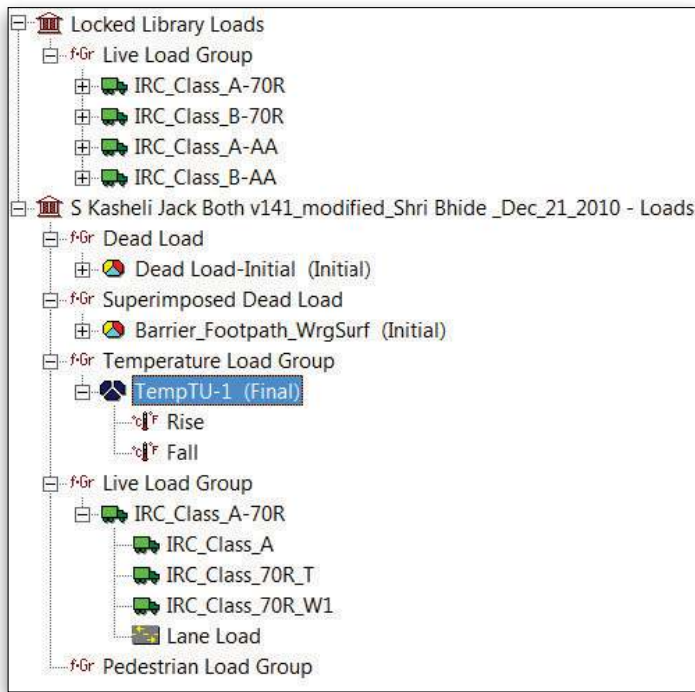 Locked Library Loads
f-Gr Live Load Group
IRC_Class_A-70R
IRC_Class_B-70R
IRC_Class_A-AA
IRC_Class_B-AA
S Kasheli Jack Both v141_modified_Shri Bhide _Dec_21_2010 - Loads
f-Gr Dead Load
Dead Load-Initial (Initial)
f-Gr Superimposed Dead Load
Barrier_Footpath_WrgSurf (Initial)
f-Gr Temperature Load Group
TempTU-1 (Final)
°C °F Rise
°C °F Fall
f-Gr Live Load Group
IRC_Class_A-70R
IRC_Class_A
IRC_Class_70R_T
IRC_Class_70R_W1
Lane Load
f-Gr Pedestrian Load Group